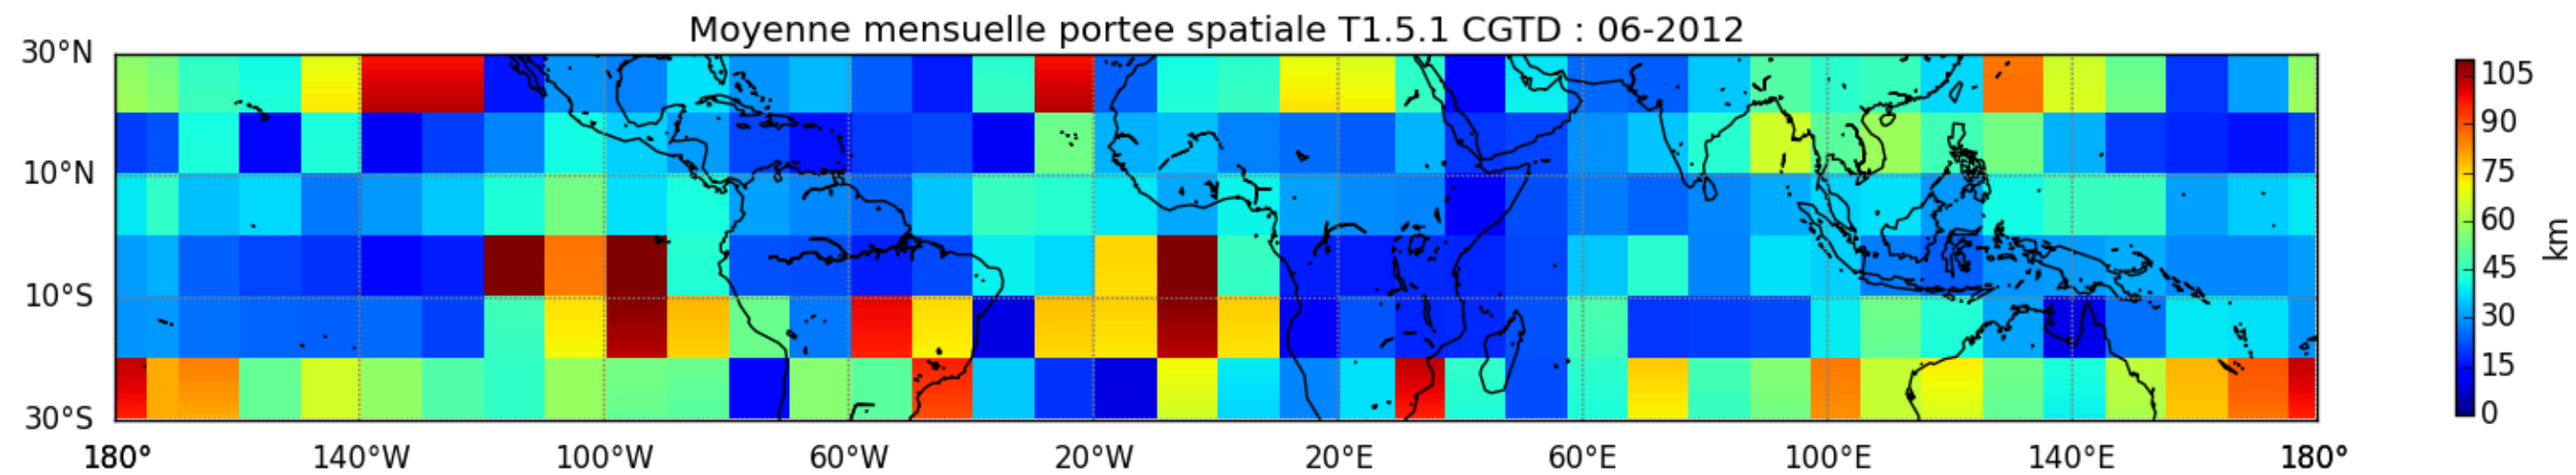 Moyenne mensuelle portee spatiale T1.5.1 CGTD : 06-2012
30°N
10°N
10°S
30°S
180° 140°W 100°W 60°W 20°W 20°E 60°E 100°E 140°E 180°
105
90
75
60
45
30
15
0
km